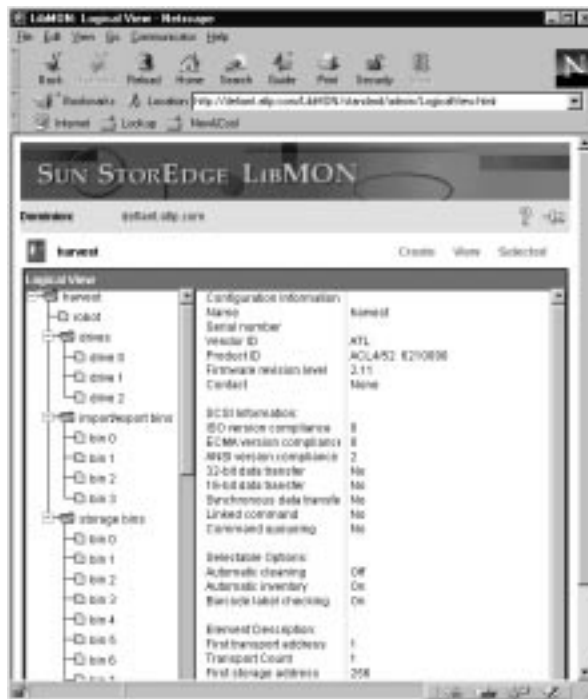 LibMON: Logical View - Netscape
File Edit View Go Communicator Help
Back Reload Home Search Guide Print Security
Bookmarks Location: http://defiant.allp.com/LibMON/standard/admin/LogicalView.html
Internet Lookup New&Cool
SUN STOREDGE LIBMON
harvest
Create View Selected
Logical View
harvest
robot
drives
drive 0
drive 1
drive 2
import/export bins
bin 0
bin 1
bin 2
bin 3
storage bins
bin 0
bin 1
bin 2
bin 3
bin 4
bin 5
bin 6
Configuration Information
Name harvest
Serial number
Vendor ID ATL
Product ID ACL4/52 6210000
Firmware revision level 2.11
Contact None
SCSI Information:
ISO version compliance 0
ECMA version compliance 0
ANSI version compliance 2
32-bit data transfer No
16-bit data transfer No
Synchronous data transfe No
Linked command No
Command queuing No
Selectable Options:
Automatic cleaning Off
Automatic inventory On
Barcode label checking On
Element Description:
First transport address 1
Transport Count 1
First storage address 256